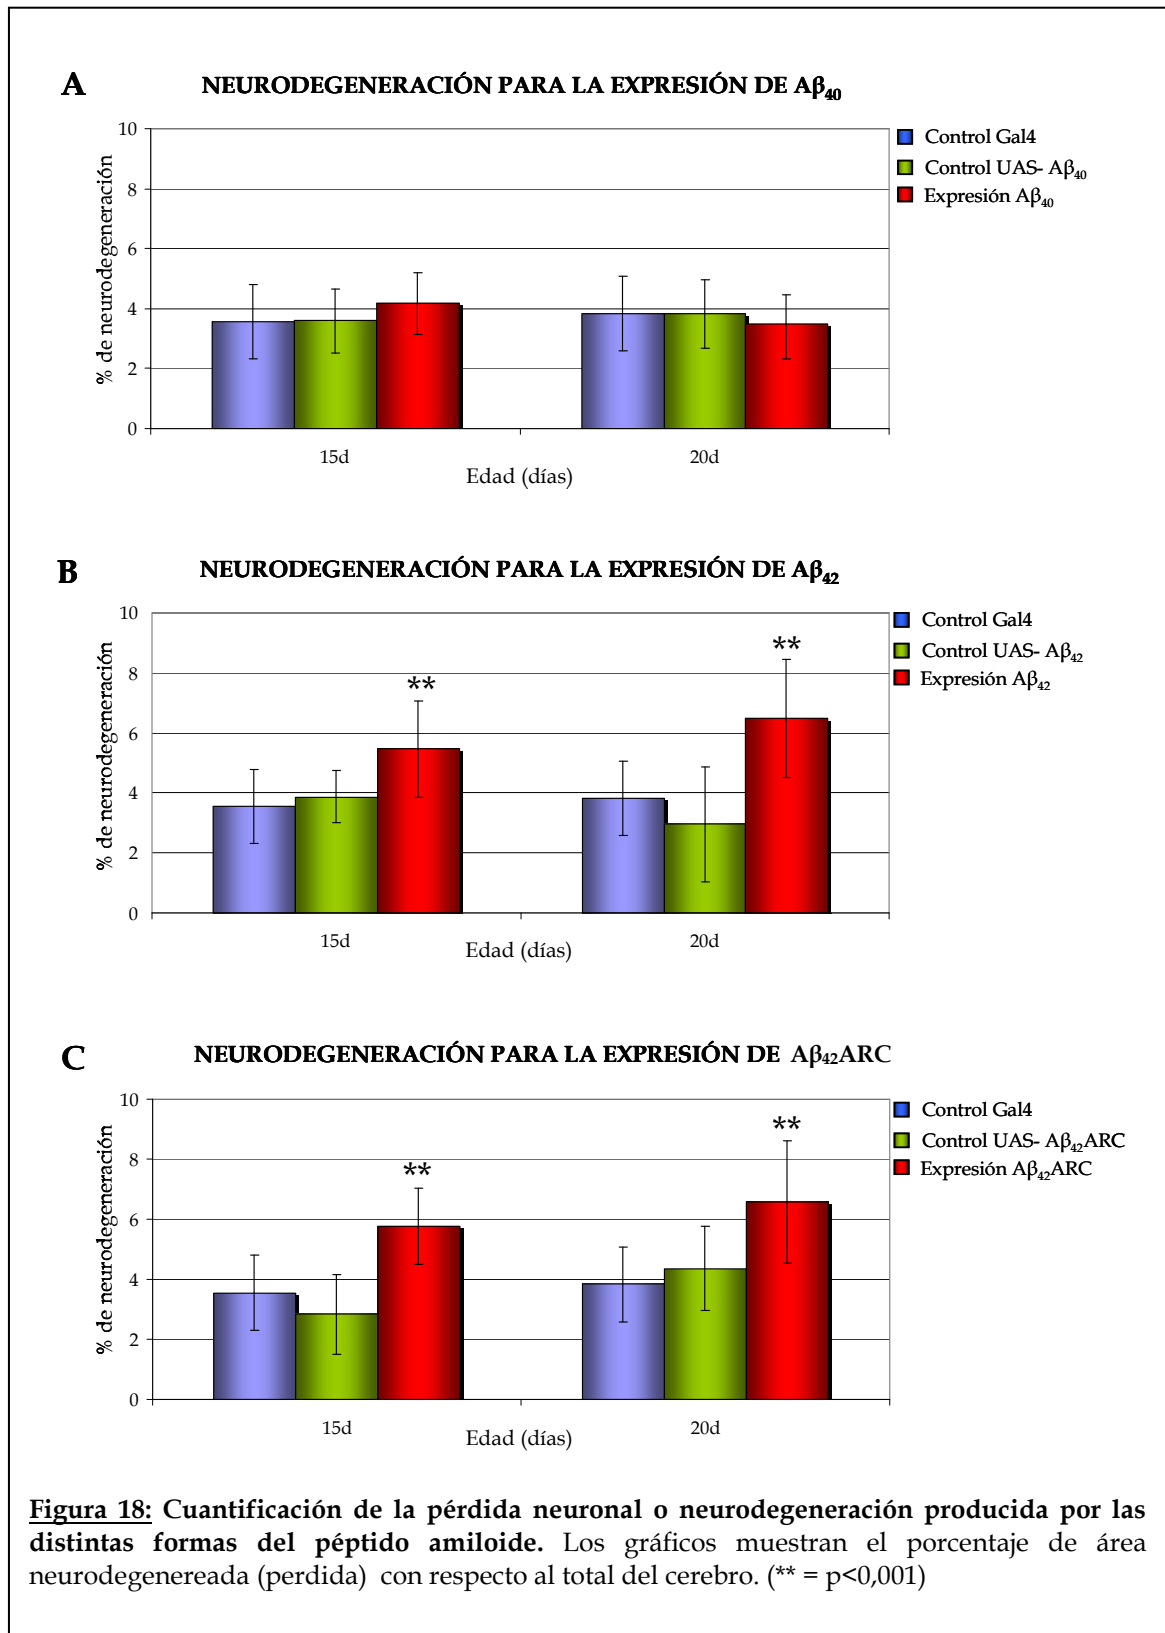 A
NEURODEGENERACIÓN PARA LA EXPRESIÓN DE Aβ₄₀
10
8
6
4
2
0
% de neurodegeneración
15d
20d
Edad (días)
Control Gal4
Control UAS- Aβ₄₀
Expresión Aβ₄₀
B
NEURODEGENERACIÓN PARA LA EXPRESIÓN DE Aβ₄₂
10
8
6
4
2
0
% de neurodegeneración
**
**
15d
20d
Edad (días)
Control Gal4
Control UAS- Aβ₄₂
Expresión Aβ₄₂
C
NEURODEGENERACIÓN PARA LA EXPRESIÓN DE Aβ₄₂ARC
10
8
6
4
2
0
% de neurodegeneración
**
**
15d
20d
Edad (días)
Control Gal4
Control UAS- Aβ₄₂ARC
Expresión Aβ₄₂ARC
Figura 18: Cuantificación de la pérdida neuronal o neurodegeneración producida por las
distintas formas del péptido amiloide. Los gráficos muestran el porcentaje de área
neurodegenereada (perdida) con respecto al total del cerebro. (** = p<0,001)